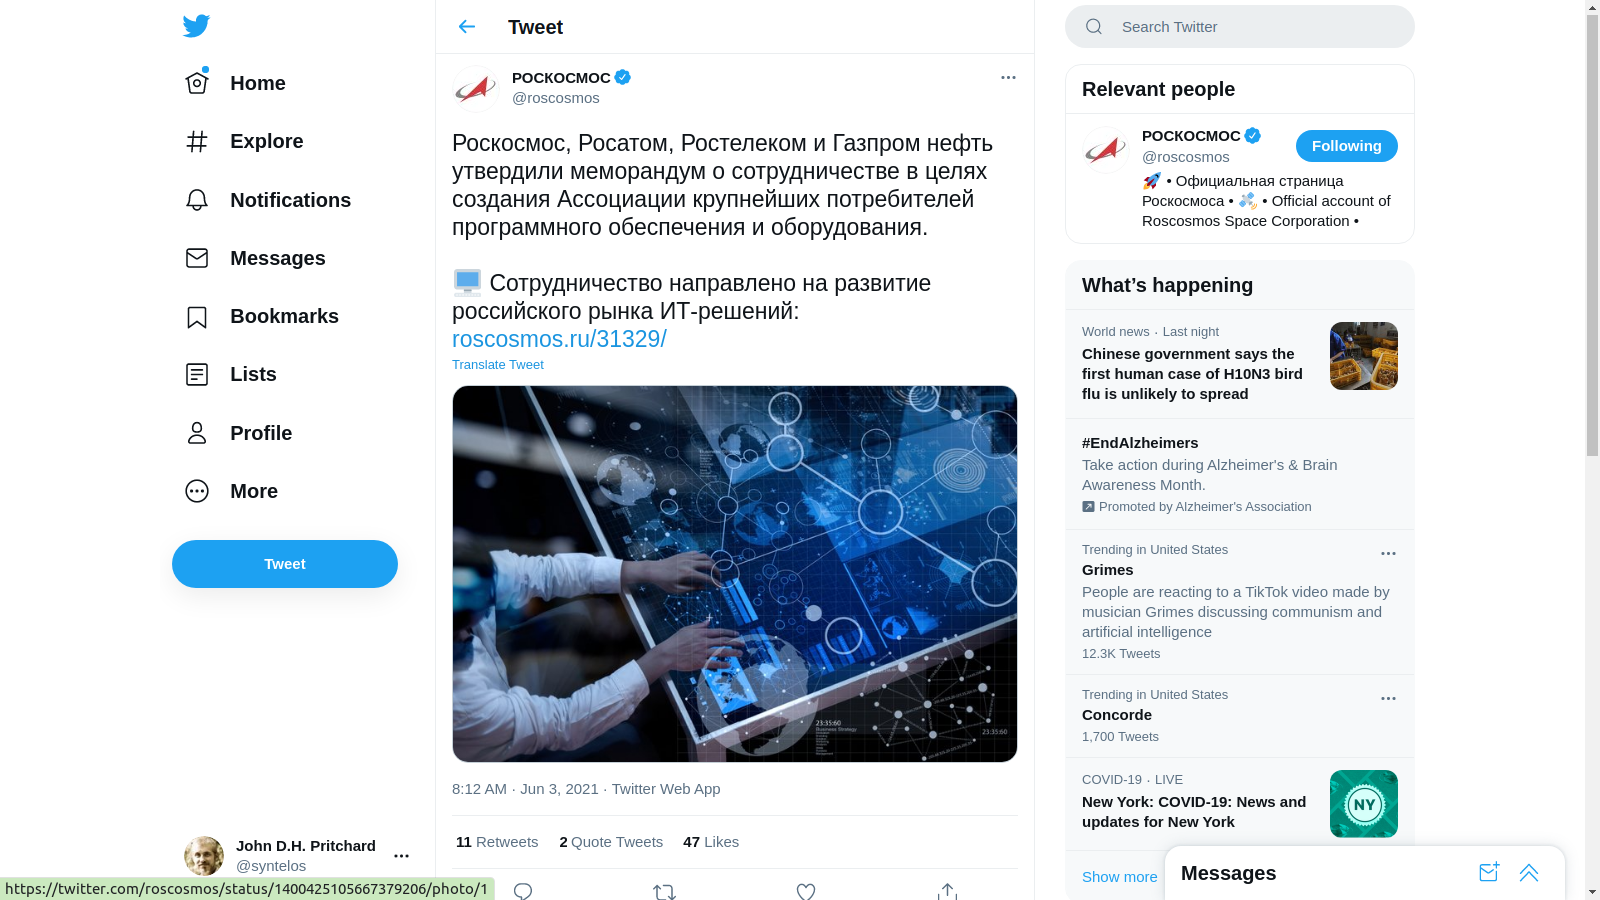 Home
Explore
Notifications
Messages
Bookmarks
Lists
Profile
More
Tweet
John D.H. Pritchard
@syntelos
https://twitter.com/roscosmos/status/1400425105667379206/photo/1
Tweet
РОСКОСМОС
@roscosmos
Роскосмос, Росатом, Ростелеком и Газпром нефть
утвердили меморандум о сотрудничестве в целях
создания Ассоциации крупнейших потребителей
программного обеспечения и оборудования.
Сотрудничество направлено на развитие
российского рынка ИТ-решений:
roscosmos.ru/31329/
Translate Tweet
23:35:60
Business Strategy
23:35:60
8:12 AM · Jun 3, 2021 · Twitter Web App
11 Retweets 2 Quote Tweets 47 Likes
Search Twitter
Relevant people
РОСКОСМОС
@roscosmos
Following
🚀 • Официальная страница
Роскосмоса • 🛰 • Official account of
Roscosmos Space Corporation •
What's happening
World news · Last night
Chinese government says the
first human case of H10N3 bird
flu is unlikely to spread
#EndAlzheimers
Take action during Alzheimer's & Brain
Awareness Month.
Promoted by Alzheimer's Association
Trending in United States
Grimes
People are reacting to a TikTok video made by
musician Grimes discussing communism and
artificial intelligence
12.3K Tweets
Trending in United States
Concorde
1,700 Tweets
COVID-19 · LIVE
New York: COVID-19: News and
updates for New York
NY
Show more
Messages